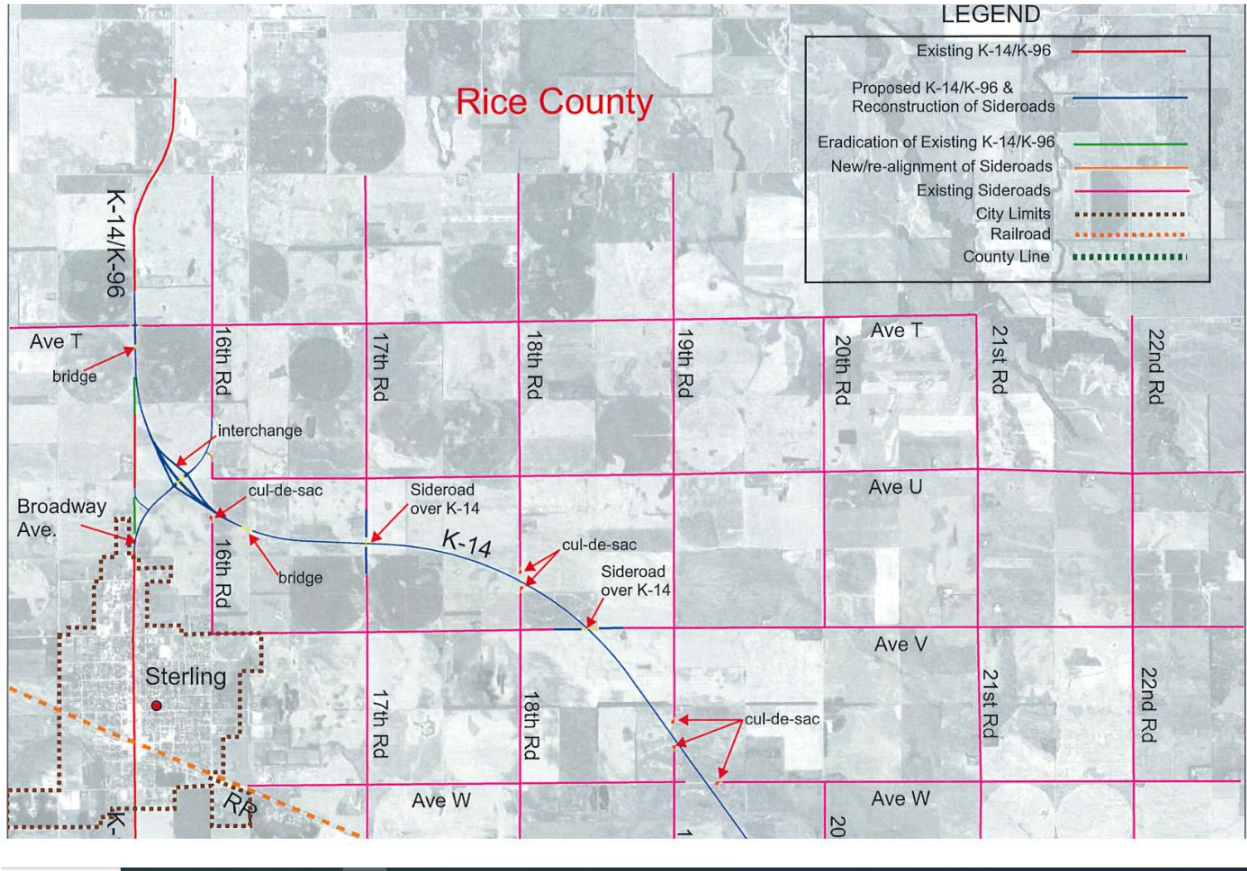 LEGEND
Existing K-14/K-96
Proposed K-14/K-96 &
Reconstruction of Sideroads
Eradication of Existing K-14/K-96
New/re-alignment of Sideroads
Existing Sideroads
City Limits
Railroad
County Line
Rice County
K-14/K-96
Ave T
bridge
16th Rd
17th Rd
18th Rd
19th Rd
20th Rd
Ave T
21st Rd
22nd Rd
interchange
cul-de-sac
Sideroad
over K-14
Ave U
Broadway
Ave.
16th Rd
bridge
K-14
cul-de-sac
Sideroad
over K-14
Ave V
Sterling
17th Rd
18th Rd
cul-de-sac
21st Rd
22nd Rd
RR
Ave W
Ave W
K-
1
20